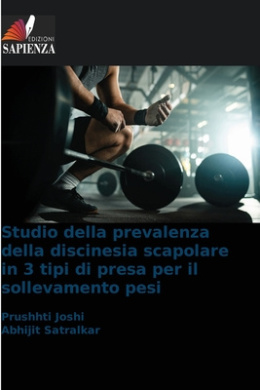 EDIZIONI
SAPIENZA
Studio della prevalenza
della discinesia scapolare
in 3 tipi di presa per il
sollevamento pesi
Prushhti Joshi
Abhijit Satralkar